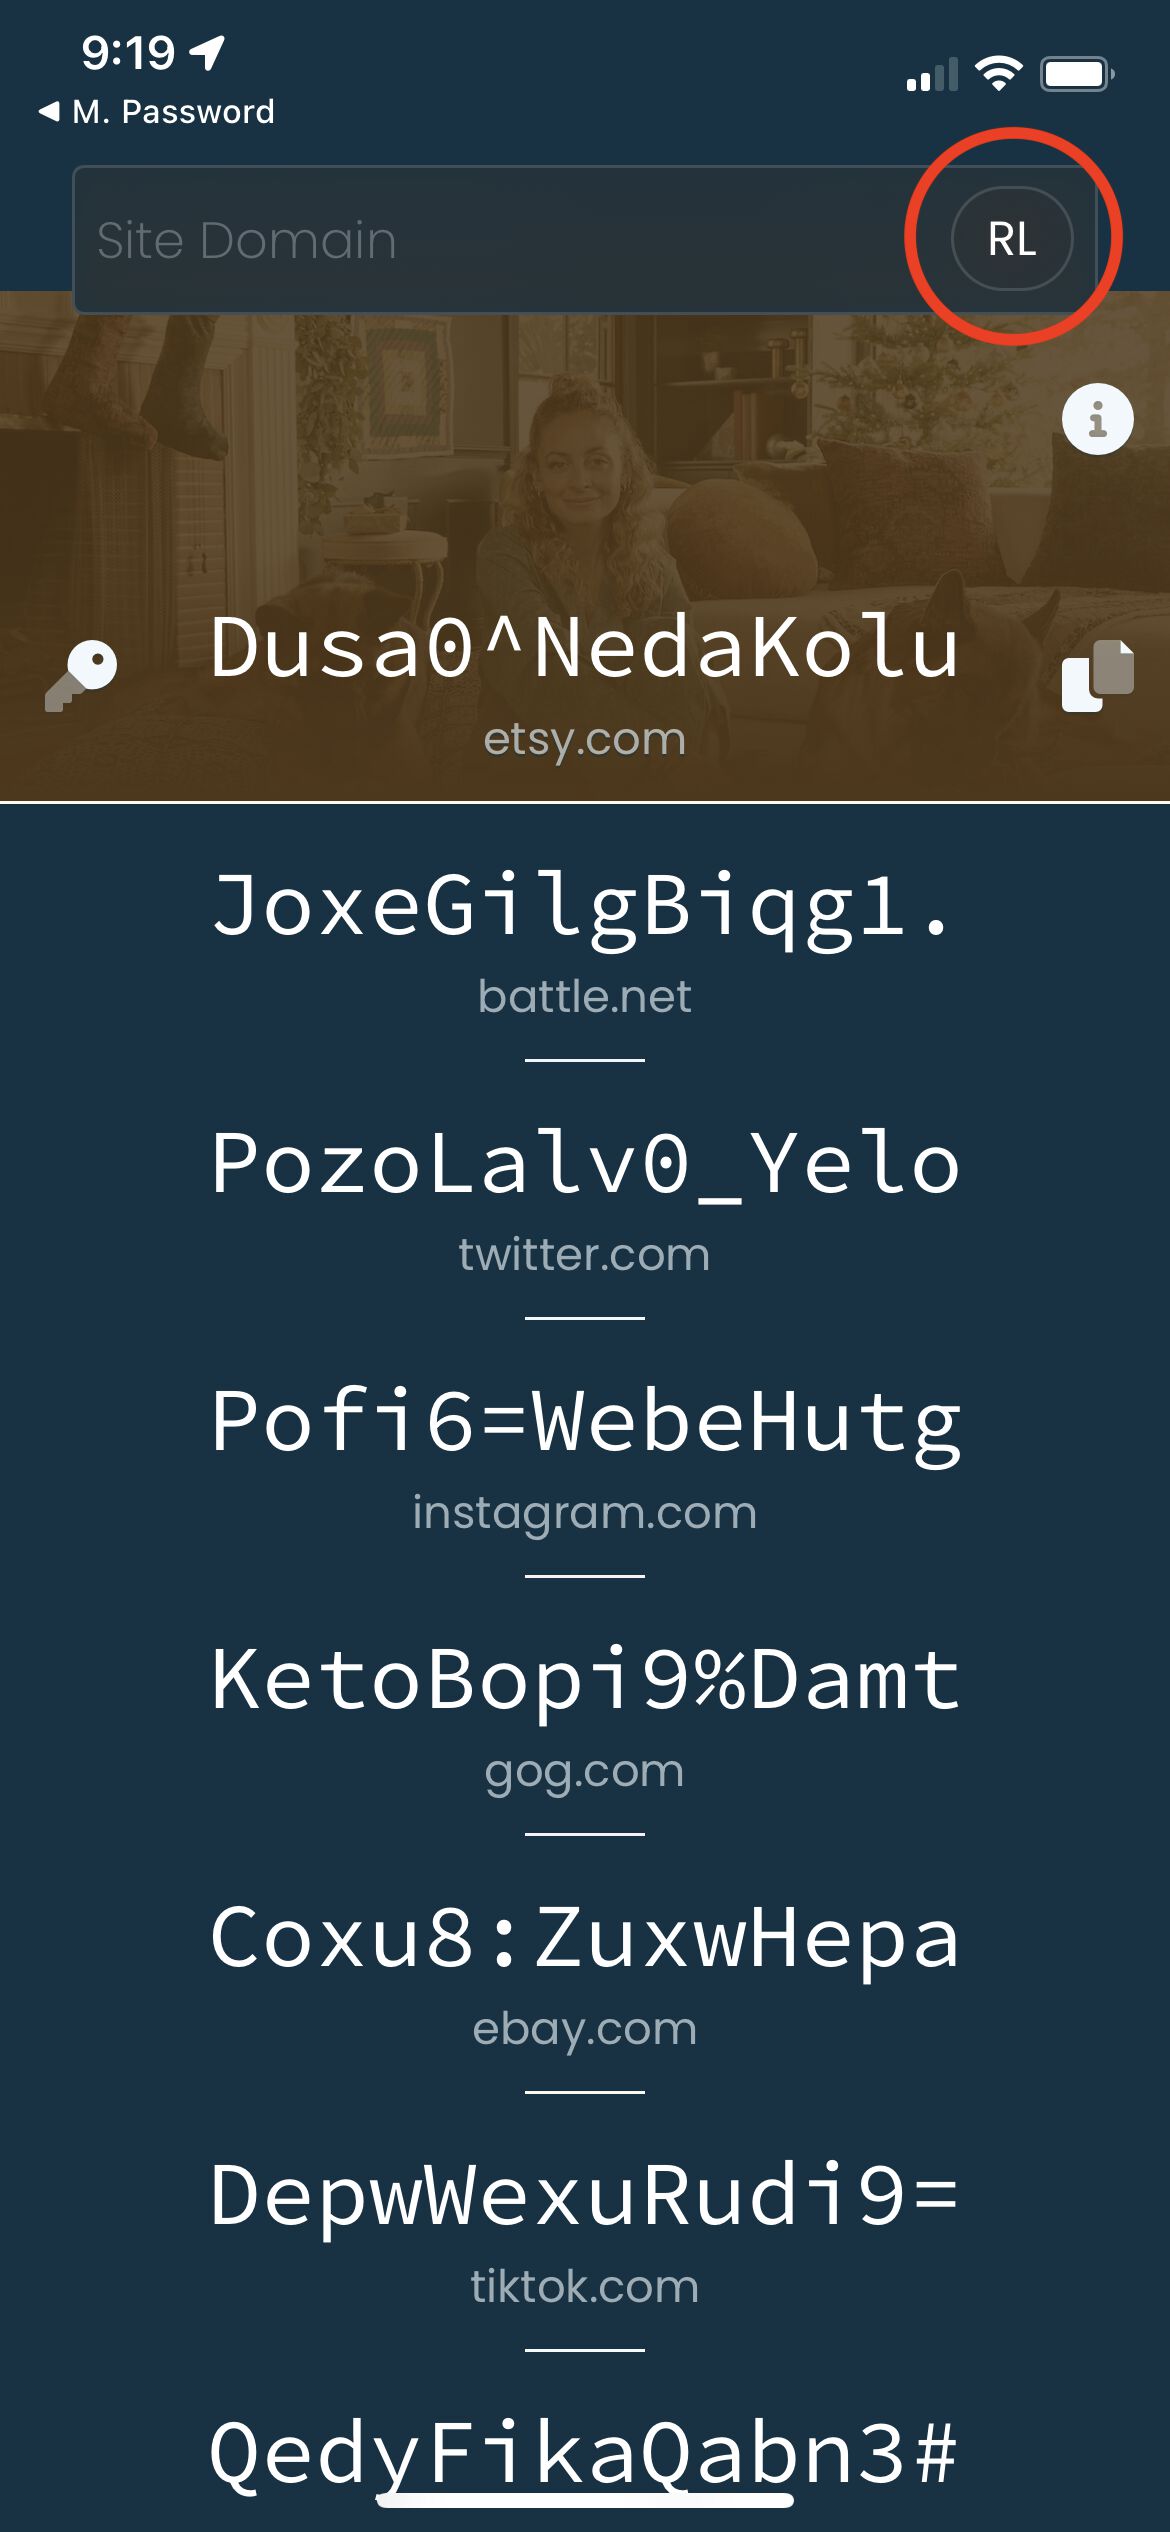 9:19
M. Password
Site Domain RL
Dusa0^NedaKolu
etsy.com
JoxeGilgBiqg1.
battle.net
PozoLalv0_Yelo
twitter.com
Pofi6=WebeHutg
instagram.com
KetoBopi9%Damt
gog.com
Coxu8:ZuxwHepa
ebay.com
DepwWexuRudi9=
tiktok.com
QedyFikaQabn3#